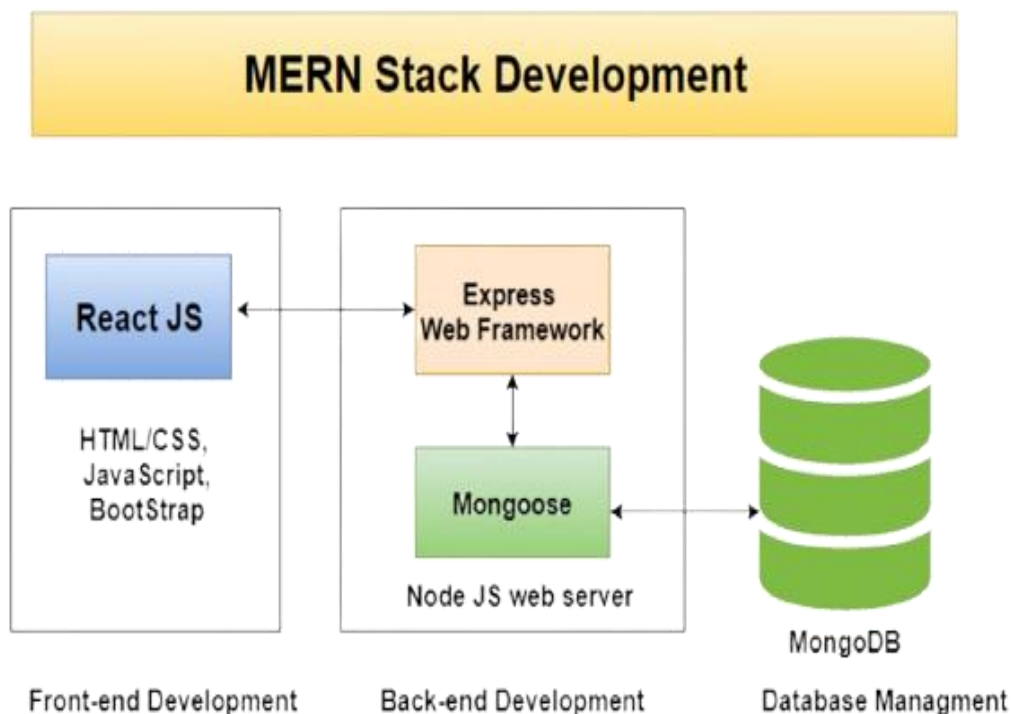 MERN Stack Development
React JS
HTML/CSS,
JavaScript,
BootStrap
Express
Web Framework
Mongoose
Node JS web server
MongoDB
Front-end Development
Back-end Development
Database Managment